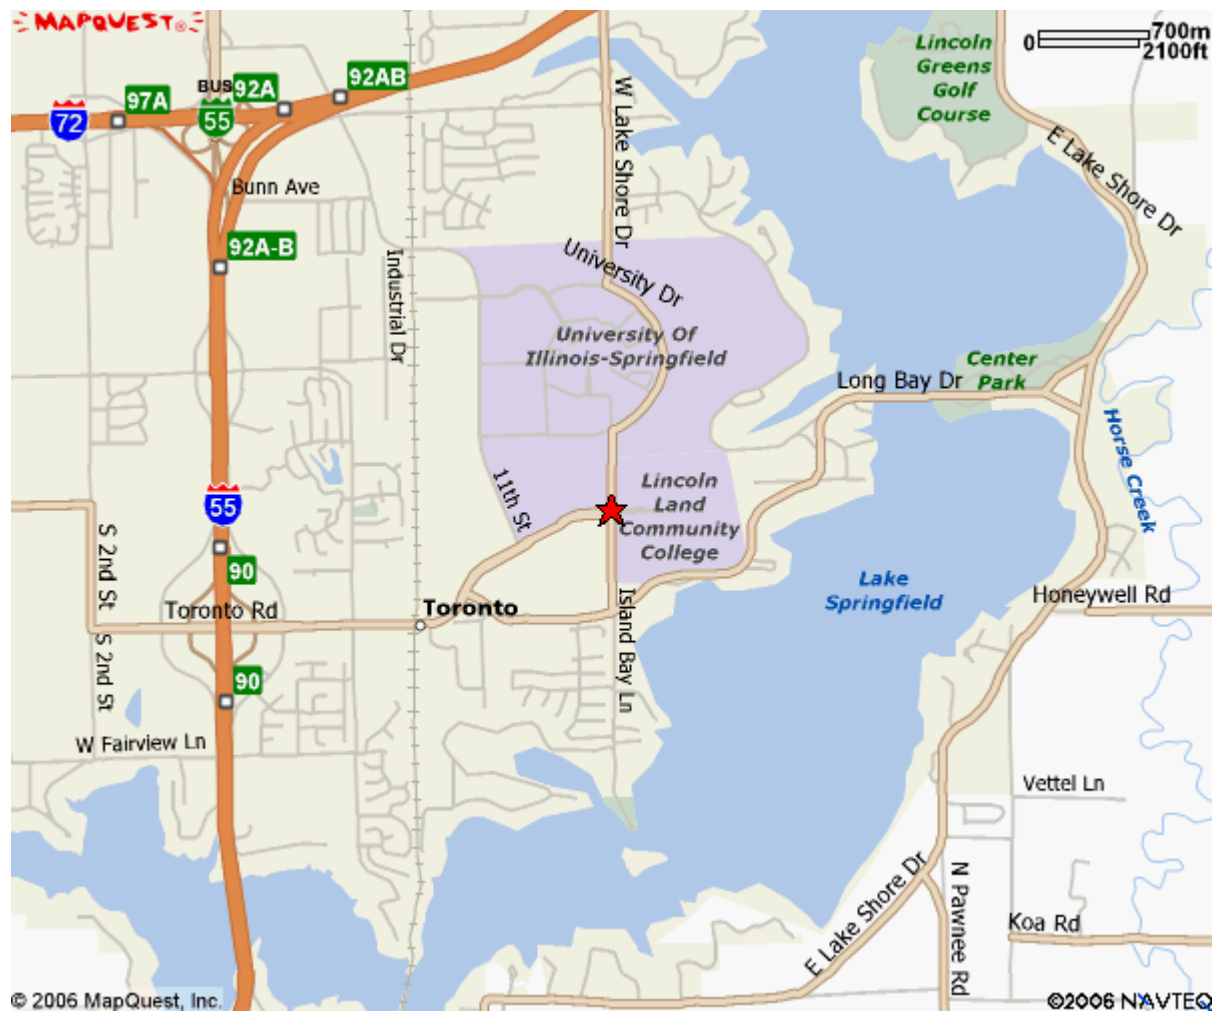 MAPQUEST®
0 700m
2100ft
Lincoln
Greens
Golf
Course
97A
BUS
92A
92AB
72
55
W Lake Shore Dr
E Lake Shore Dr
Bunn Ave
92A-B
Industrial Dr
University Dr
University Of
Illinois-Springfield
Center
Park
Long Bay Dr
Horse Creek
11th St
Lincoln
Land
Community
College
55
S 2nd St
90
Lake
Springfield
Toronto Rd
Toronto
Island Bay Ln
Honeywell Rd
S 2nd St
90
W Fairview Ln
Vettel Ln
E Lake Shore Dr
N Pawnee Rd
Koa Rd
© 2006 MapQuest, Inc.
©2006 NAVTEQ